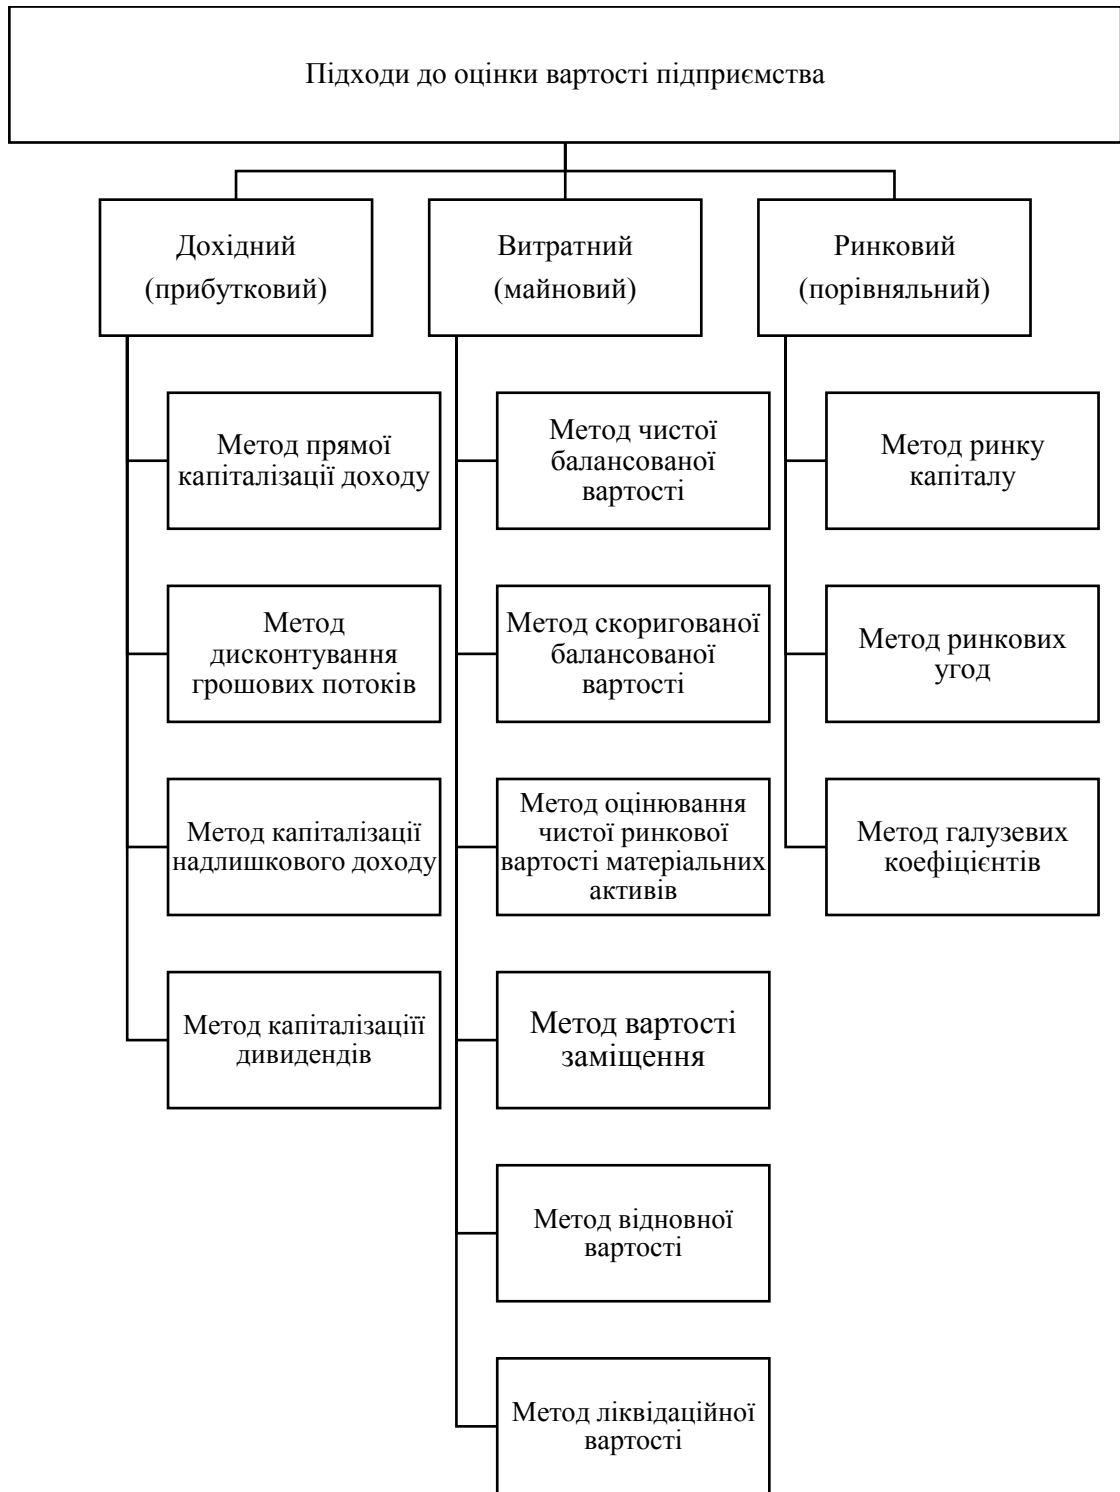 Підходи до оцінки вартості підприємства
Дохідний
(прибутковий)
Витратний
(майновий)
Ринковий
(порівняльний)
Метод прямої
капіталізації доходу
Метод
дисконтування
грошових потоків
Метод капіталізації
надлишкового доходу
Метод капіталізаціїї
дивидендів
Метод чистої
балансованої
вартості
Метод скоригованої
балансованої
вартості
Метод оцінювання
чистої ринкової
вартості матеріальних
активів
Метод вартості
заміщення
Метод відновної
вартості
Метод ліквідаційної
вартості
Метод ринку
капіталу
Метод ринкових
угод
Метод галузевих
коефіцієнтів